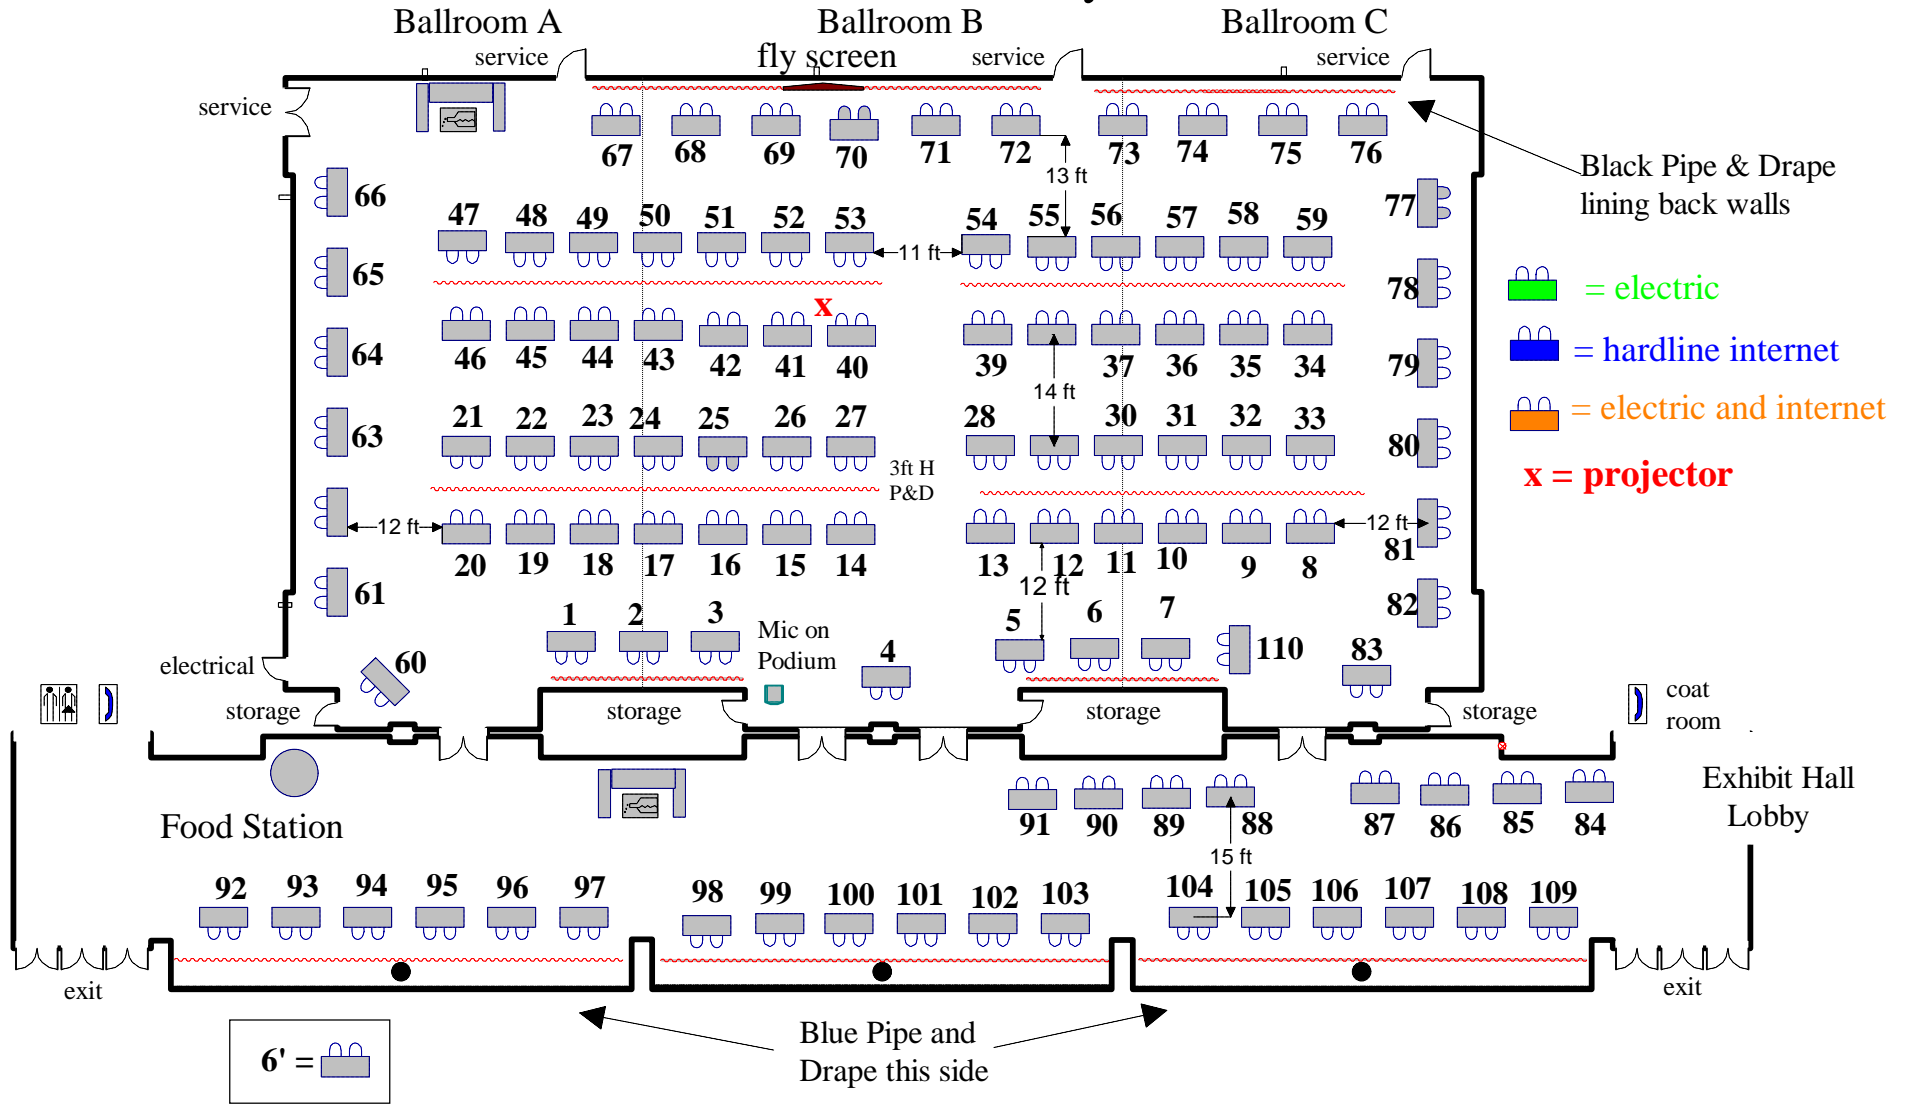 Ballroom A
Ballroom B
Ballroom C
service
fly screen
service
service
service
67
68
69
70
71
72
73
74
75
76
13 ft
Black Pipe & Drape
lining back walls
66
77
47
48
49
50
51
52
53
54
55
56
57
58
59
11 ft
65
78
= electric
x
46
45
44
43
42
41
40
39
37
36
35
34
64
79
= hardline internet
14 ft
= electric and internet
21
22
23
24
25
26
27
28
30
31
32
33
63
80
3ft H
P&D
x = projector
12 ft
12 ft
81
20
19
18
17
16
15
14
13
12
11
10
9
8
12 ft
61
82
1
2
3
Mic on
Podium
4
5
6
7
110
83
60
electrical
storage
storage
storage
storage
coat
room
Food Station
91
90
89
88
87
86
85
84
Exhibit Hall
Lobby
15 ft
92
93
94
95
96
97
98
99
100
101
102
103
104
105
106
107
108
109
exit
exit
Blue Pipe and
Drape this side
6' =